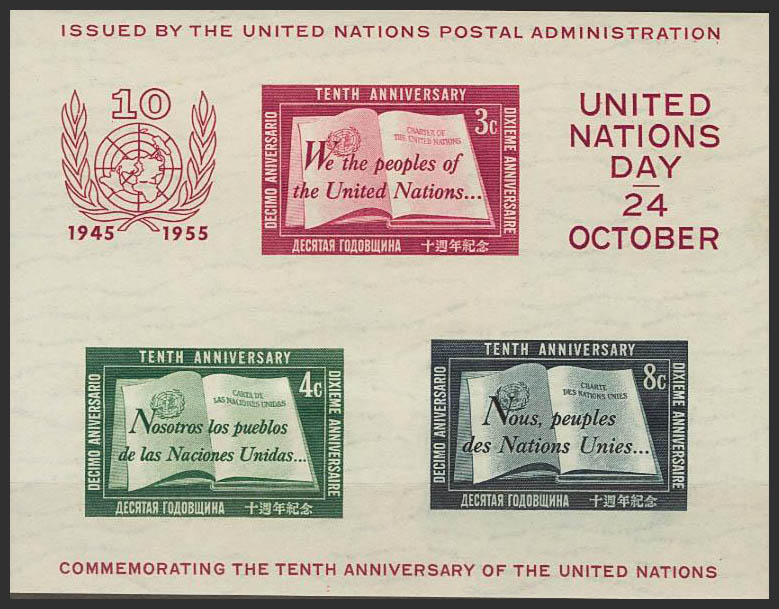 ISSUED BY THE UNITED NATIONS POSTAL ADMINISTRATION
10
1945 1955
TENTH ANNIVERSARY
DECIMO ANIVERSARIO
3c
CHARTER OF
THE UNITED NATIONS
We the peoples of
the United Nations...
DIXIEME ANNIVERSAIRE
ДЕСЯТАЯ ГОДОВЩИНА 十週年紀念
UNITED
NATIONS
DAY
24
OCTOBER
TENTH ANNIVERSARY
DECIMO ANIVERSARIO
4c
CARTA DE
LAS NACIONES UNIDAS
Nosotros los pueblos
de las Naciones Unidas...
DIXIEME ANNIVERSAIRE
ДЕСЯТАЯ ГОДОВЩИНА 十週年紀念
TENTH ANNIVERSARY
DECIMO ANIVERSARIO
8c
CHARTE
DES NATIONS UNIES
Nous, peuples
des Nations Unies...
DIXIEME ANNIVERSAIRE
ДЕСЯТАЯ ГОДОВЩИНА 十週年紀念
COMMEMORATING THE TENTH ANNIVERSARY OF THE UNITED NATIONS